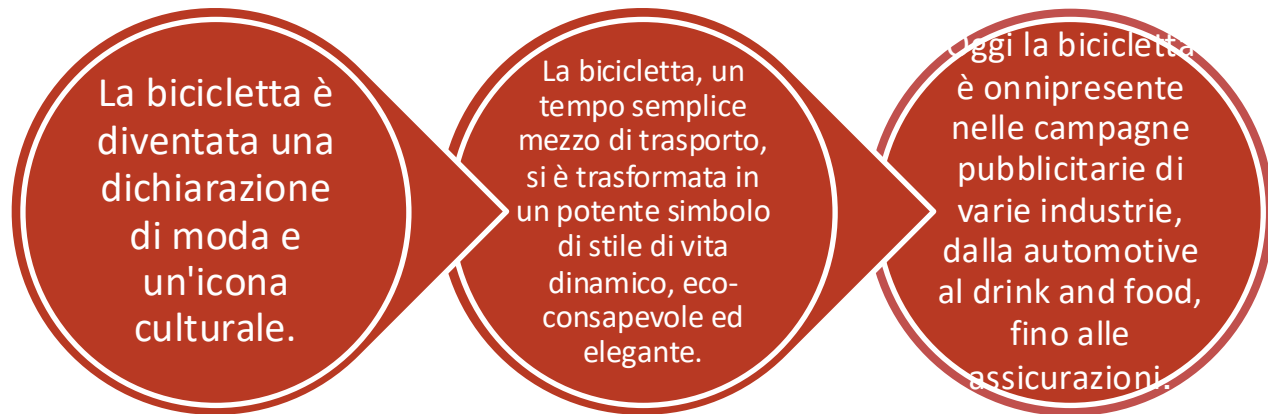 La bicicletta è
diventata una
dichiarazione
di moda e
un'icona
culturale.
La bicicletta, un
tempo semplice
mezzo di trasporto,
si è trasformata in
un potente simbolo
di stile di vita
dinamico, eco-
consapevole ed
elegante.
Oggi la bicicletta
è onnipresente
nelle campagne
pubblicitarie di
varie industrie,
dalla automotive
al drink and food,
fino alle
assicurazioni.